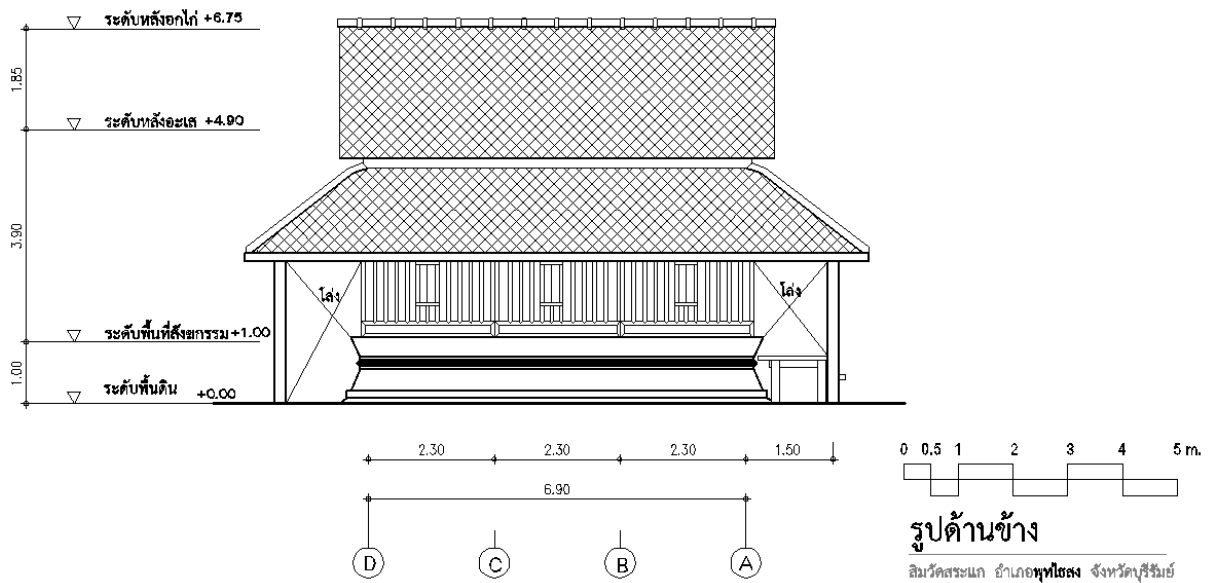 ระดับหลังอกไก่ +6.75
1.85
ระดับหลังอะเส +4.90
3.90
โล่ง
โล่ง
ระดับพื้นที่สังฆกรรม +1.00
1.00
ระดับพื้นดิน +0.00
2.30 2.30 2.30 1.50
6.90
D C B A
0 0.5 1 2 3 4 5 m.
รูปด้านข้าง
สิมวัดสระแก อำเภอพุทไธสง จังหวัดบุรีรัมย์